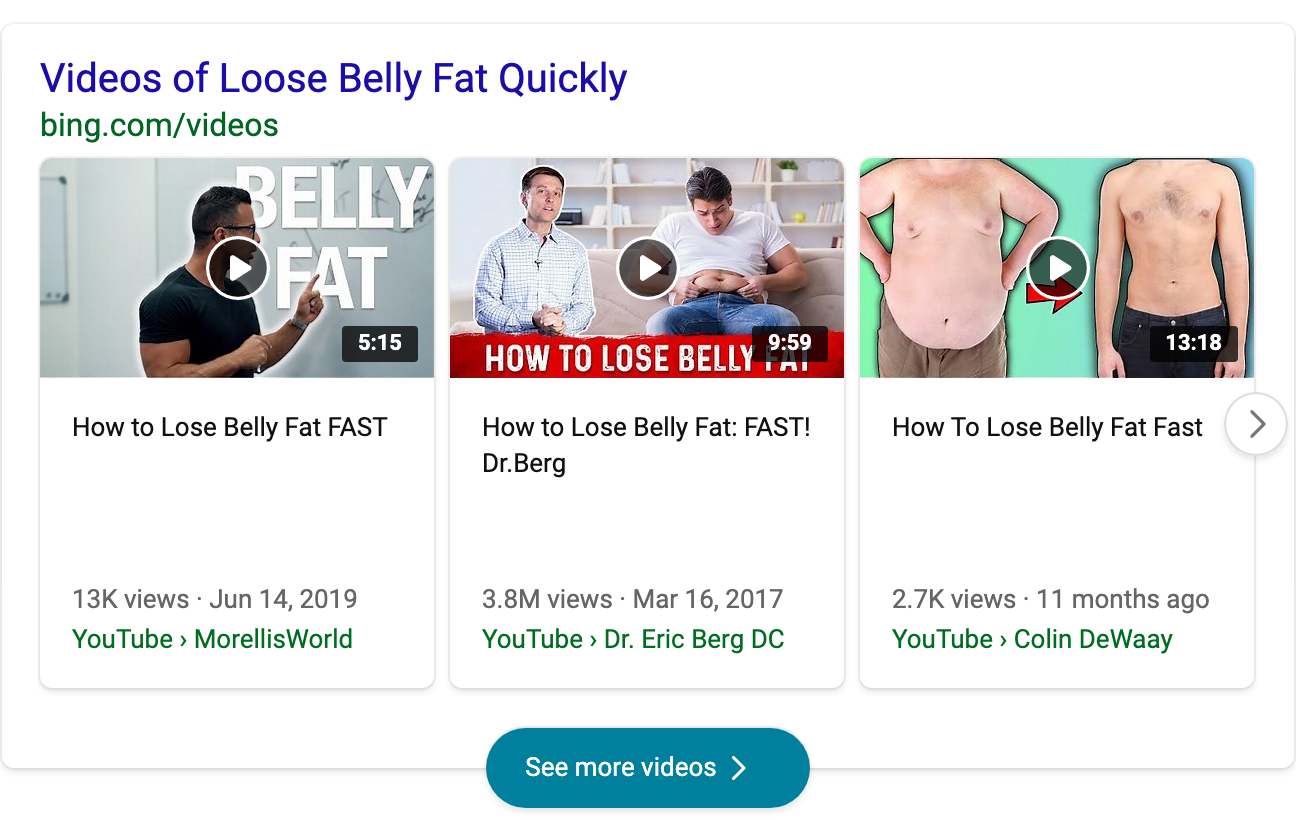 Videos of Loose Belly Fat Quickly
bing.com/videos
BELLY
FAT
5:15
HOW TO LOSE BELLY FAT
9:59
13:18
How to Lose Belly Fat FAST
How to Lose Belly Fat: FAST!
Dr.Berg
How To Lose Belly Fat Fast
13K views · Jun 14, 2019
3.8M views · Mar 16, 2017
2.7K views · 11 months ago
YouTube › MorellisWorld
YouTube › Dr. Eric Berg DC
YouTube › Colin DeWaay
See more videos